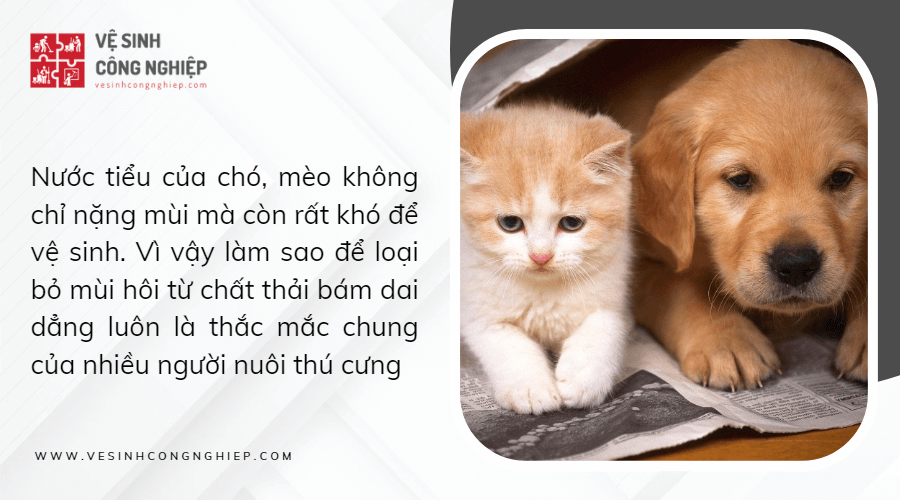 VỆ SINH
CÔNG NGHIỆP
vesinhcongnghiep.com
Nước tiểu của chó, mèo không
chỉ nặng mùi mà còn rất khó để
vệ sinh. Vì vậy làm sao để loại
bỏ mùi hôi từ chất thải bám dai
dẳng luôn là thắc mắc chung
của nhiều người nuôi thú cưng
WWW.VESINHCONGNGHIEP.COM